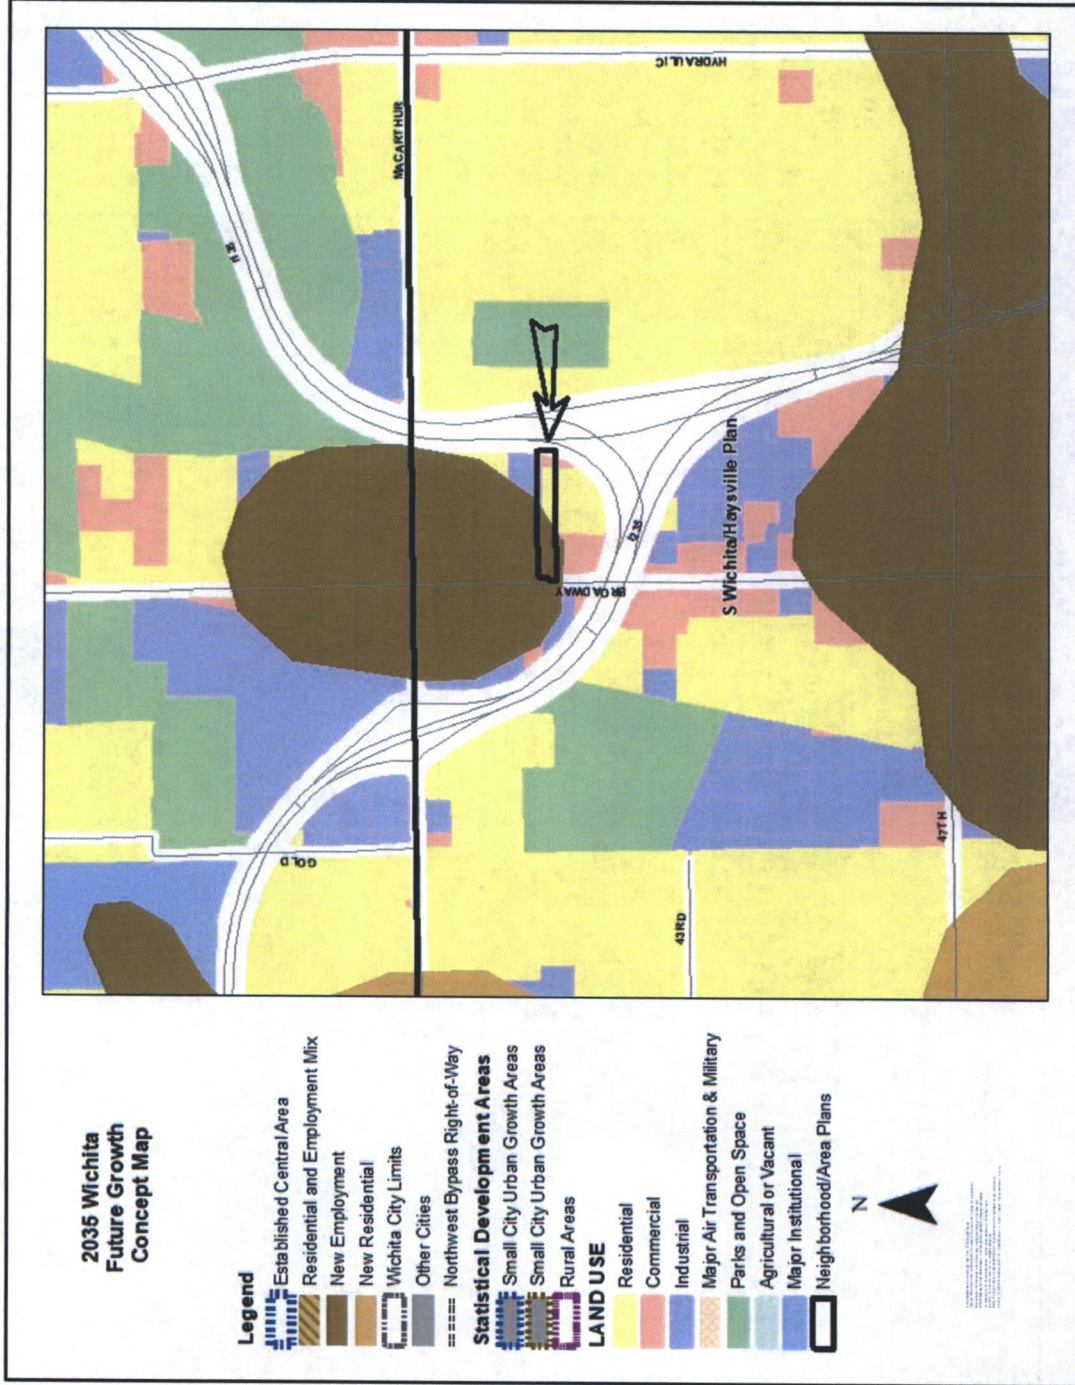 2035 Wichita
Future Growth
Concept Map
Legend
Established Central Area
Residential and Employment Mix
New Employment
New Residential
Wichita City Limits
Other Cities
Northwest Bypass Right-of-Way
Statistical Development Areas
Small City Urban Growth Areas
Small City Urban Growth Areas
Rural Areas
LAND USE
Residential
Commercial
Industrial
Major Air Transportation & Military
Parks and Open Space
Agricultural or Vacant
Major Institutional
Neighborhood/Area Plans
N
HYDRAULIC
MACARTHUR
BROADWAY
S Wichita/Haysville Plan
GOLD
43RD
47TH